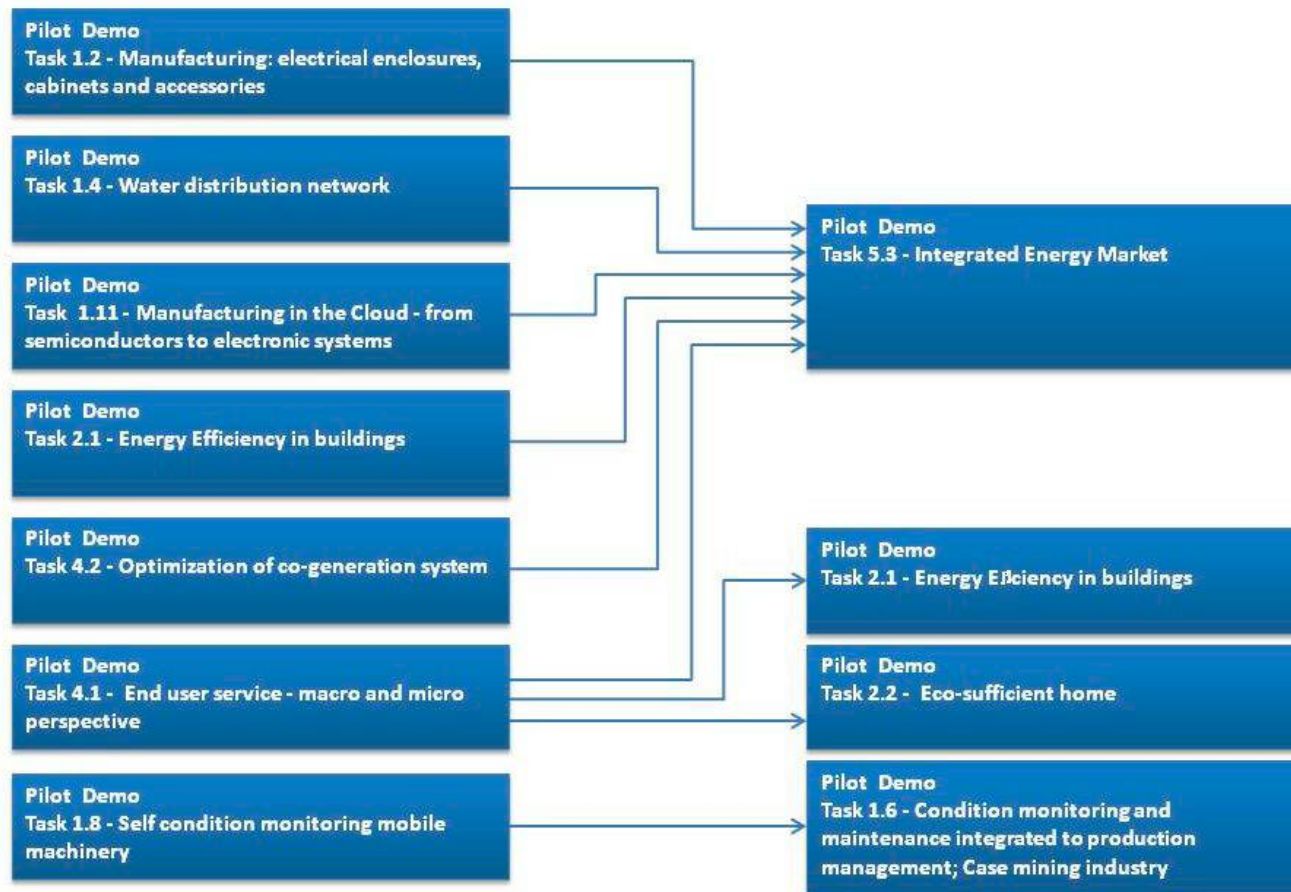 Pilot Demo
Task 1.2 - Manufacturing: electrical enclosures,
cabinets and accessories
Pilot Demo
Task 1.4 - Water distribution network
Pilot Demo
Task 1.11 - Manufacturing in the Cloud - from
semiconductors to electronic systems
Pilot Demo
Task 2.1 - Energy Efficiency in buildings
Pilot Demo
Task 4.2 - Optimization of co-generation system
Pilot Demo
Task 4.1 - End user service - macro and micro
perspective
Pilot Demo
Task 1.8 - Self condition monitoring mobile
machinery
Pilot Demo
Task 5.3 - Integrated Energy Market
Pilot Demo
Task 2.1 - Energy in buildings
Pilot Demo
Task 2.2 - Eco-sufficient home
Pilot Demo
Task 1.6 - Condition monitoring and
maintenance integrated to production
management; Case mining industry